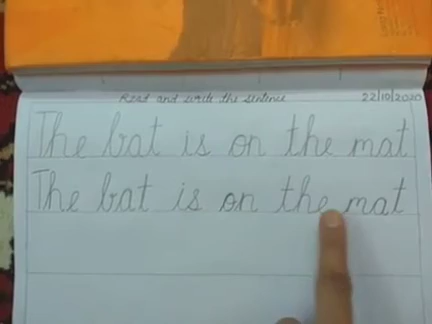 Read and write the sentence 22/10/2020
The bat is on the mat
The bat is on the mat